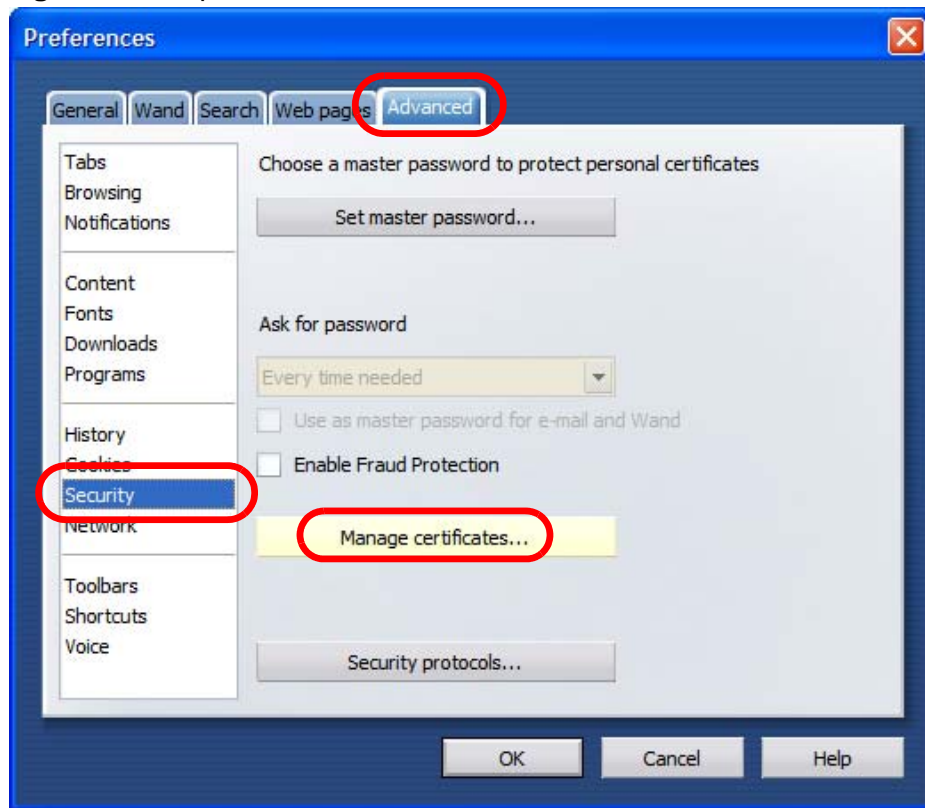 Preferences
General Wand Search Web pages Advanced
Tabs
Browsing
Notifications
Content
Fonts
Downloads
Programs
History
Cookies
Security
Network
Toolbars
Shortcuts
Voice
Choose a master password to protect personal certificates
Set master password...
Ask for password
Every time needed
Use as master password for e-mail and Wand
Enable Fraud Protection
Manage certificates...
Security protocols...
OK Cancel Help